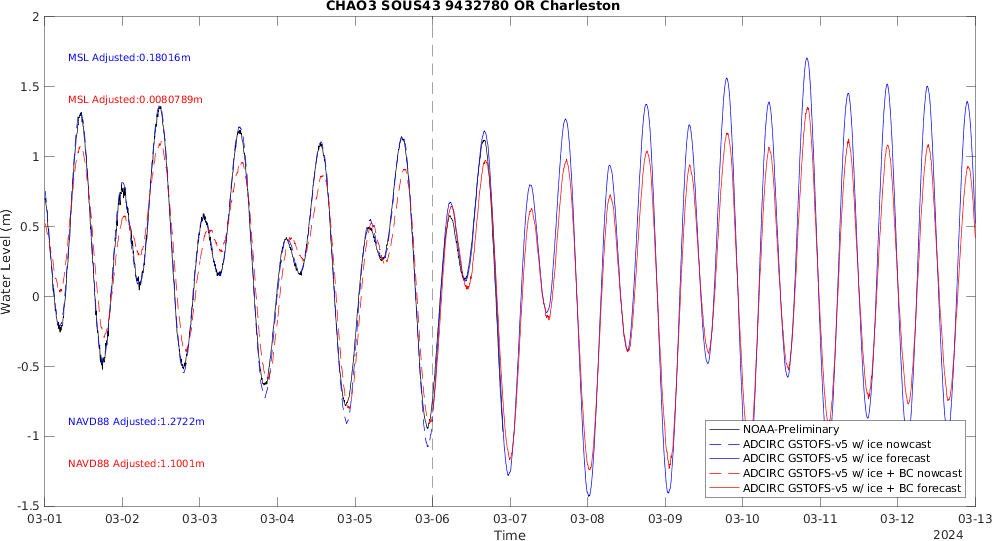 CHAO3 SOUS43 9432780 OR Charleston
2
1.5
1
0.5
0
-0.5
-1
-1.5
Water Level (m)
MSL Adjusted:0.18016m
MSL Adjusted:0.0080789m
NAVD88 Adjusted:1.2722m
NAVD88 Adjusted:1.1001m
NOAA-Preliminary
ADCIRC GSTOFS-v5 w/ ice nowcast
ADCIRC GSTOFS-v5 w/ ice forecast
ADCIRC GSTOFS-v5 w/ ice + BC nowcast
ADCIRC GSTOFS-v5 w/ ice + BC forecast
03-01 03-02 03-03 03-04 03-05 03-06 03-07 03-08 03-09 03-10 03-11 03-12 03-13
Time
2024